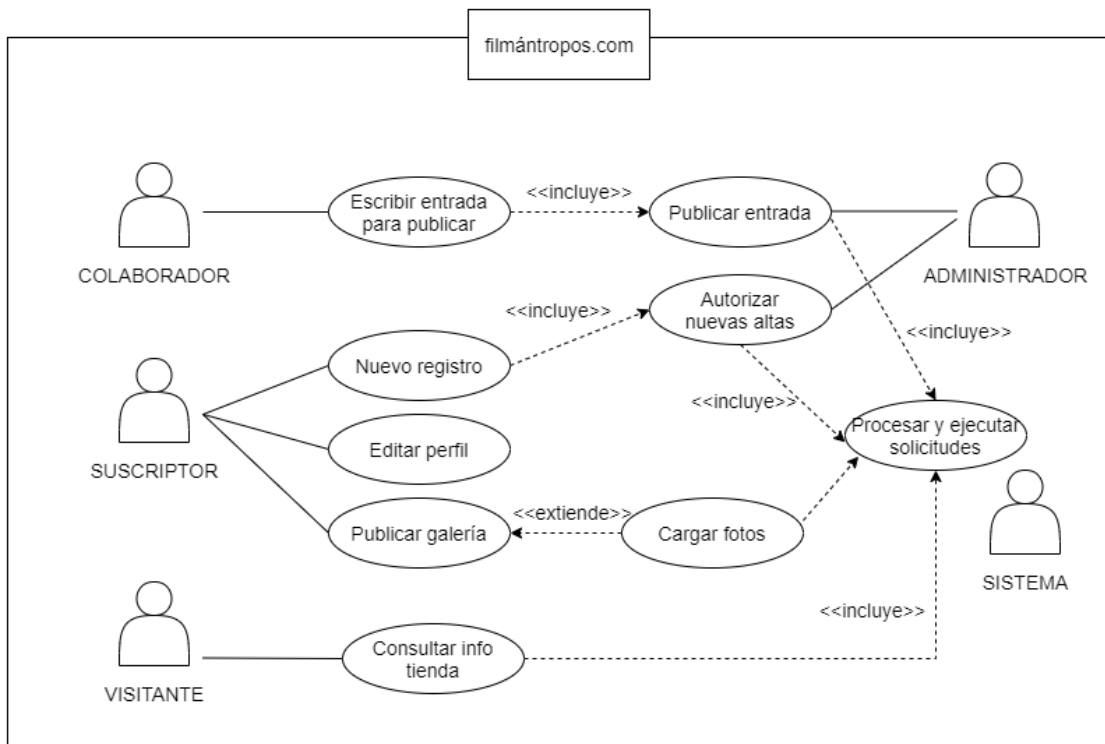 filmántropos.com
COLABORADOR
Escribir entrada
para publicar
<<incluye>>
Publicar entrada
ADMINISTRADOR
<<incluye>>
Autorizar
nuevas altas
<<incluye>>
SUSCRIPTOR
Nuevo registro
<<incluye>>
Procesar y ejecutar
solicitudes
Editar perfil
Publicar galería
<<extiende>>
Cargar fotos
SISTEMA
<<incluye>>
VISITANTE
Consultar info
tienda